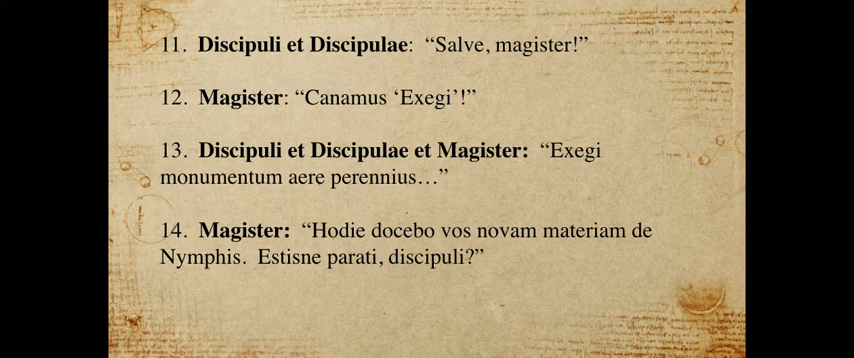 11. Discipuli et Discipulae: “Salve, magister!”
12. Magister: “Canamus ‘Exegi’!”
13. Discipuli et Discipulae et Magister: “Exegi
monumentum aere perennius…”
14. Magister: “Hodie docebo vos novam materiam de
Nymphis. Estisne parati, discipuli?”